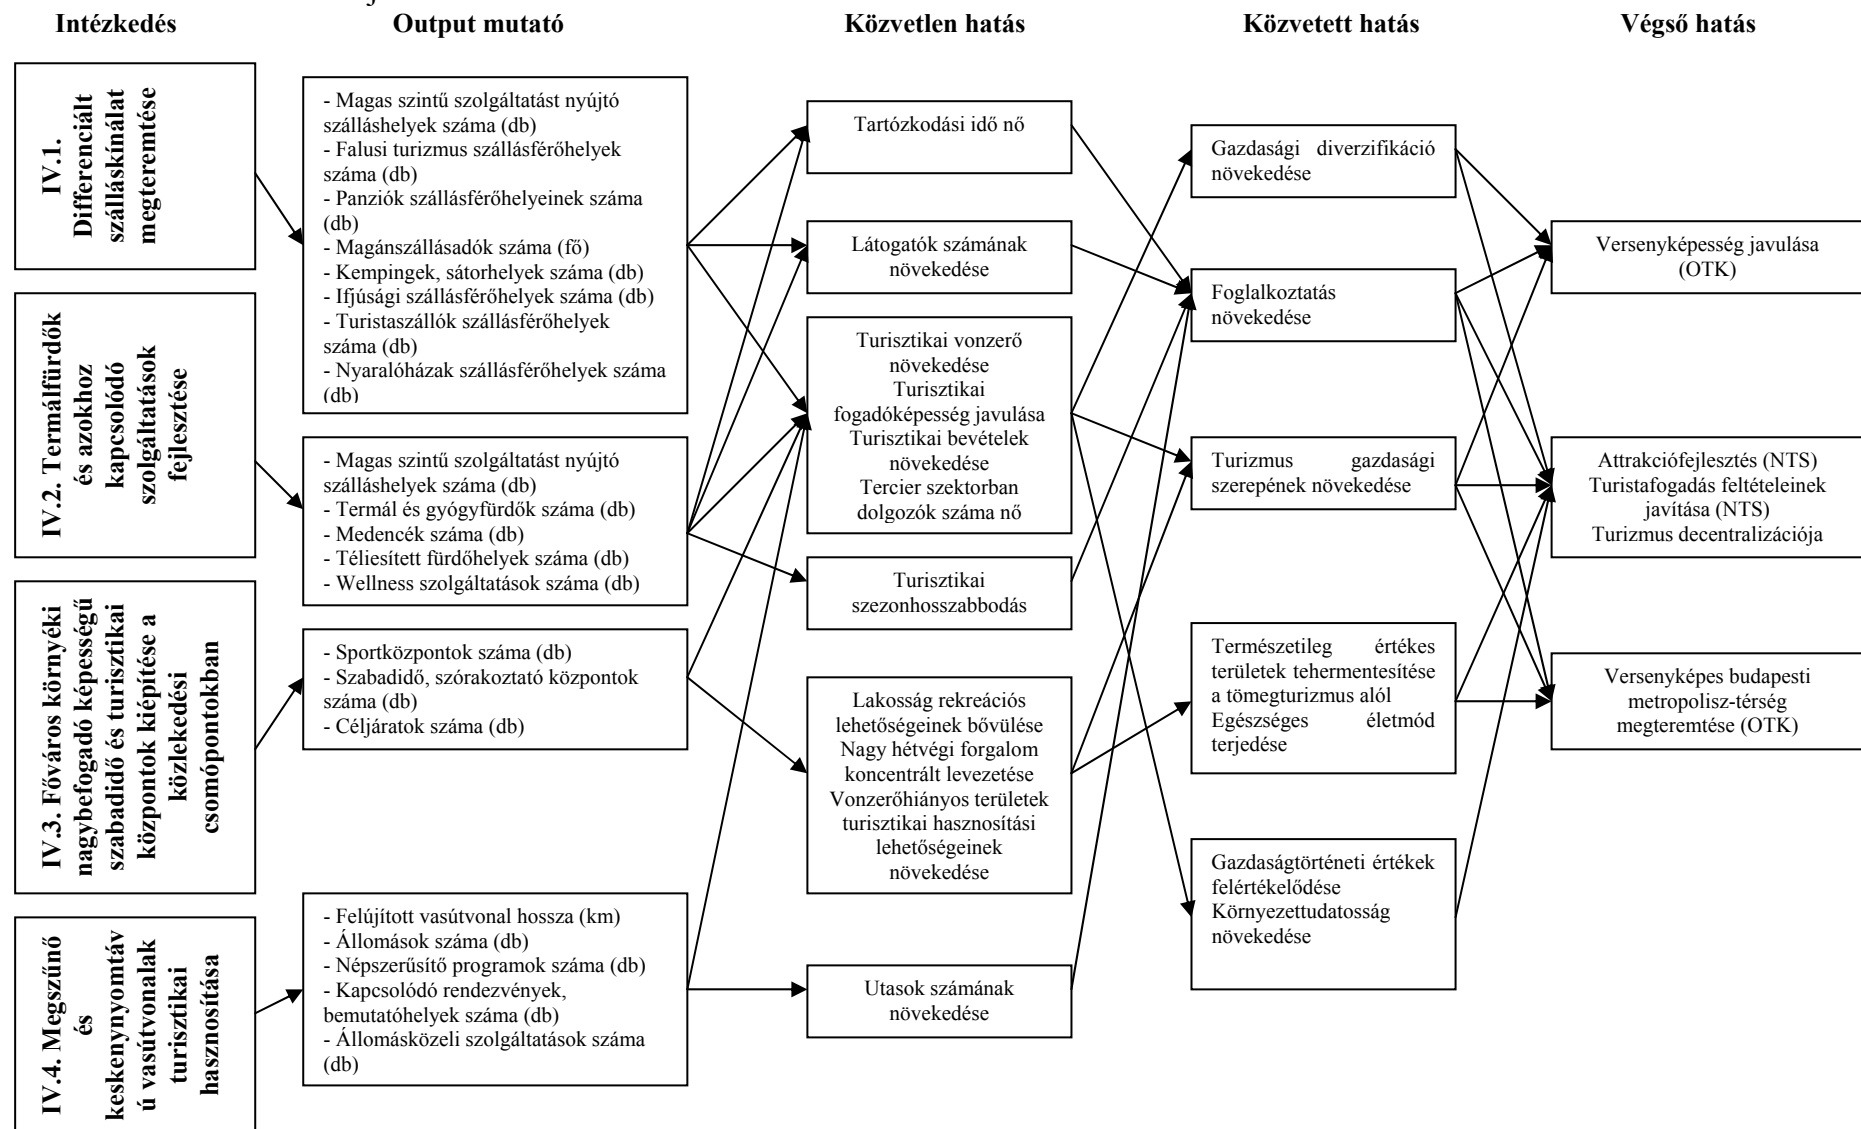 Intézkedés
Output mutató
Közvetlen hatás
Közvetett hatás
Végső hatás
IV.1.
Differenciált
szálláskínálat
megteremtése
IV.2. Termálfürdők
és azokhoz
kapcsolódó
szolgáltatások
fejlesztése
IV.3. Főváros környéki
nagybefogadó képességű
szabadidő és turisztikai
központok kiépítése a
közlekedési
csomópontokban
IV.4. Megszűnő
és
keskenynyomtáv
ú vasútvonalak
turisztikai
hasznosítása
- Magas szintű szolgáltatást nyújtó
szálláshelyek száma (db)
- Falusi turizmus szállásférőhelyek
száma (db)
- Panziók szállásférőhelyeinek száma
(db)
- Magánszállásadók száma (fő)
- Kempingek, sátorhelyek száma (db)
- Ifjúsági szállásférőhelyek száma (db)
- Turistaszállók szállásférőhelyek
száma (db)
- Nyaralóházak szállásférőhelyek száma
(db)
- Magas szintű szolgáltatást nyújtó
szálláshelyek száma (db)
- Termál és gyógyfürdők száma (db)
- Medencék száma (db)
- Téliesített fürdőhelyek száma (db)
- Wellness szolgáltatások száma (db)
- Sportközpontok száma (db)
- Szabadidő, szórakoztató központok
száma (db)
- Céljáratok száma (db)
- Felújított vasútvonal hossza (km)
- Állomások száma (db)
- Népszerűsítő programok száma (db)
- Kapcsolódó rendezvények,
bemutatóhelyek száma (db)
- Állomásközeli szolgáltatások száma
(db)
Tartózkodási idő nő
Látogatók számának
növekedése
Turisztikai vonzerő
növekedése
Turisztikai
fogadóképesség javulása
Turisztikai bevételek
növekedése
Tercier szektorban
dolgozók száma nő
Turisztikai
szezonhosszabbodás
Lakosság rekreációs
lehetőségeinek bővülése
Nagy hétvégi forgalom
koncentrált levezetése
Vonzerőhiányos területek
turisztikai hasznosítási
lehetőségeinek
növekedése
Utasok számának
növekedése
Gazdasági diverzifikáció
növekedése
Foglalkoztatás
növekedése
Turizmus gazdasági
szerepének növekedése
Természetileg értékes
területek tehermentesítése
a tömegturizmus alól
Egészséges életmód
terjedése
Gazdaságtörténeti értékek
felértékelődése
Környezettudatosság
növekedése
Versenyképesség javulása
(OTK)
Attrakciófejlesztés (NTS)
Turistafogadás feltételeinek
javítása (NTS)
Turizmus decentralizációja
Versenyképes budapesti
metropolisz-térség
megteremtése (OTK)